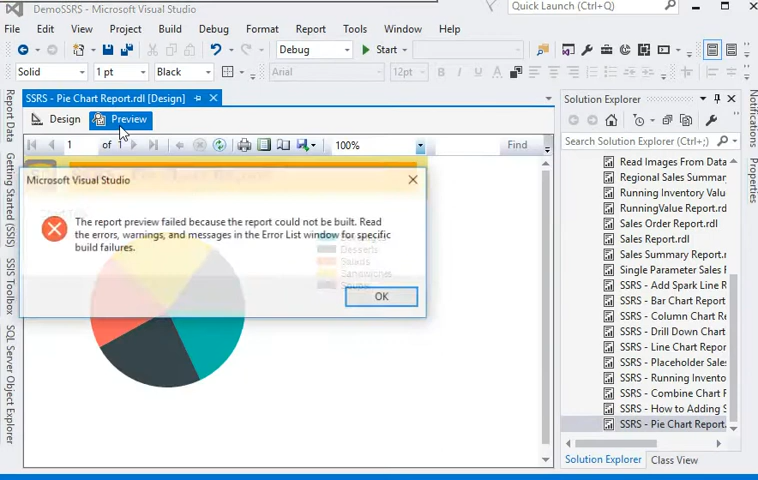 DemoSSRS - Microsoft Visual Studio
Quick Launch (Ctrl+Q)
File Edit View Project Build Debug Format Report Tools Window Help
Debug Start
Solid 1 pt Black Arial 12pt B I U A
SSRS - Pie Chart Report.rdl [Design]
Design Preview
1 of 1 100% Find
Microsoft Visual Studio
The report preview failed because the report could not be built. Read
the errors, warnings, and messages in the Error List window for specific
build failures.
OK
Desserts
Salads
Sandwiches
Report Data
Getting Started (SSIS)
SSIS Toolbox
SQL Server Object Explorer
Solution Explorer
Search Solution Explorer (Ctrl+;)
Read Images From Data
Regional Sales Summar
Running Inventory Valu
RunningValue Report.rd
Sales Order Report.rdl
Sales Report.rdl
Sales Summary Report.r
Single Parameter Sales F
SSRS - Add Spark Line R
SSRS - Bar Chart Report
SSRS - Column Chart Re
SSRS - Drill Down Chart
SSRS - Line Chart Repor
SSRS - Placeholder Sale
SSRS - Running Invento
SSRS - Combine Chart F
SSRS - How to Adding S
SSRS - Pie Chart Report.
Solution Explorer Class View
Notifications
Properties